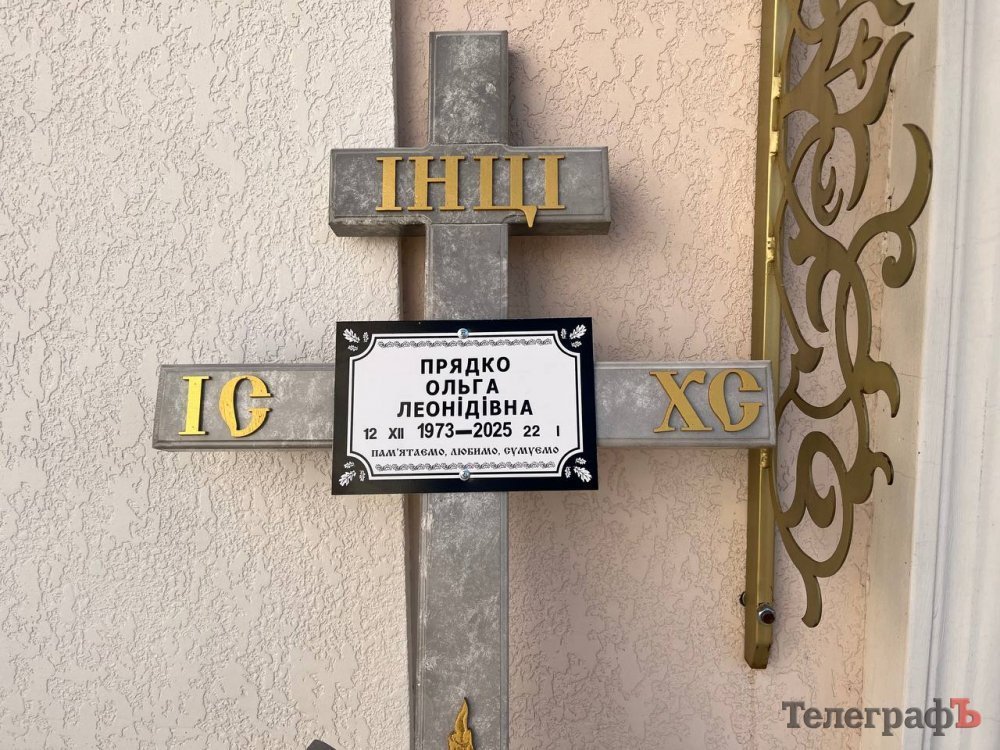 ІНЦІ
ІС ХС
ПРЯДКО
ОЛЬГА
ЛЕОНІДІВНА
12 XII 1973—2025 22 I
ПАМ'ЯТАЄМО, ЛЮБИМО, СУМУЄМО
ТелеграфЪ